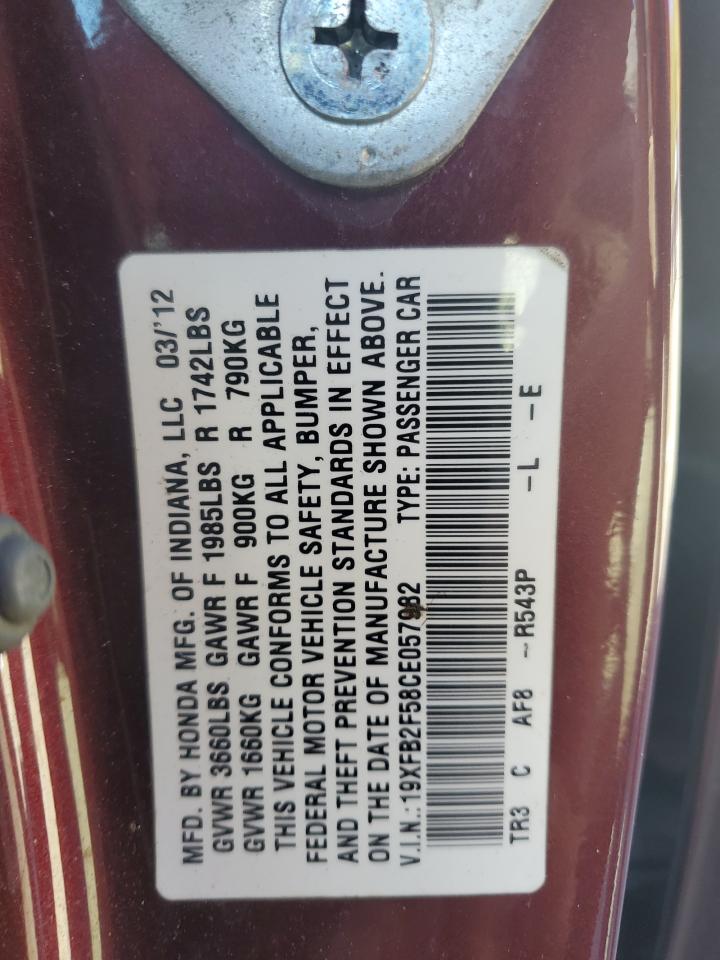 MFD. BY HONDA MFG. OF INDIANA, LLC 03/'12
GVWR 3660LBS GAWR F 1985LBS R 1742LBS
GVWR 1660KG GAWR F 900KG R 790KG
THIS VEHICLE CONFORMS TO ALL APPLICABLE
FEDERAL MOTOR VEHICLE SAFETY, BUMPER,
AND THEFT PREVENTION STANDARDS IN EFFECT
ON THE DATE OF MANUFACTURE SHOWN ABOVE.
V.I.N.:19XFB2F58CE057982 TYPE: PASSENGER CAR
TR3 C AF8 -R543P -L -E